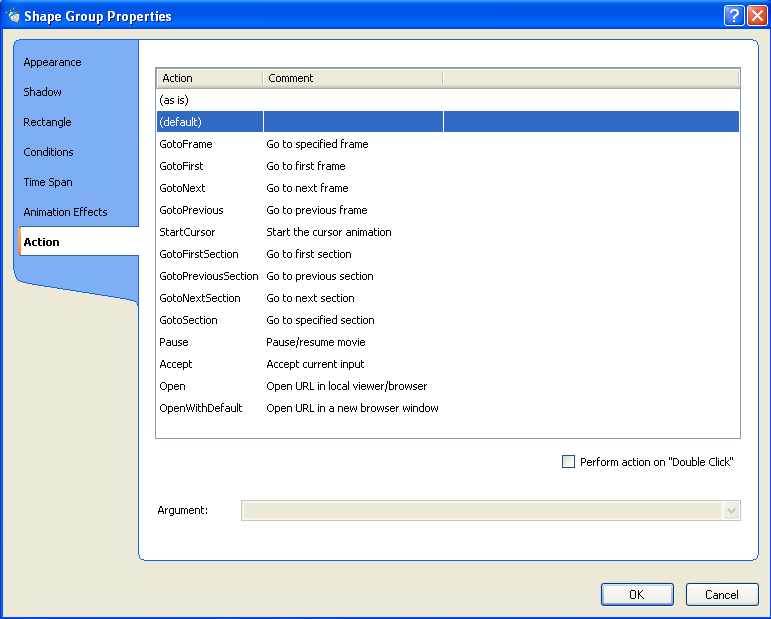 Shape Group Properties
Appearance
Shadow
Rectangle
Conditions
Time Span
Animation Effects
Action
Action Comment
(as is)
(default)
GotoFrame Go to specified frame
GotoFirst Go to first frame
GotoNext Go to next frame
GotoPrevious Go to previous frame
StartCursor Start the cursor animation
GotoFirstSection Go to first section
GotoPreviousSection Go to previous section
GotoNextSection Go to next section
GotoSection Go to specified section
Pause Pause/resume movie
Accept Accept current input
Open Open URL in local viewer/browser
OpenWithDefault Open URL in a new browser window
Perform action on "Double Click"
Argument:
OK Cancel